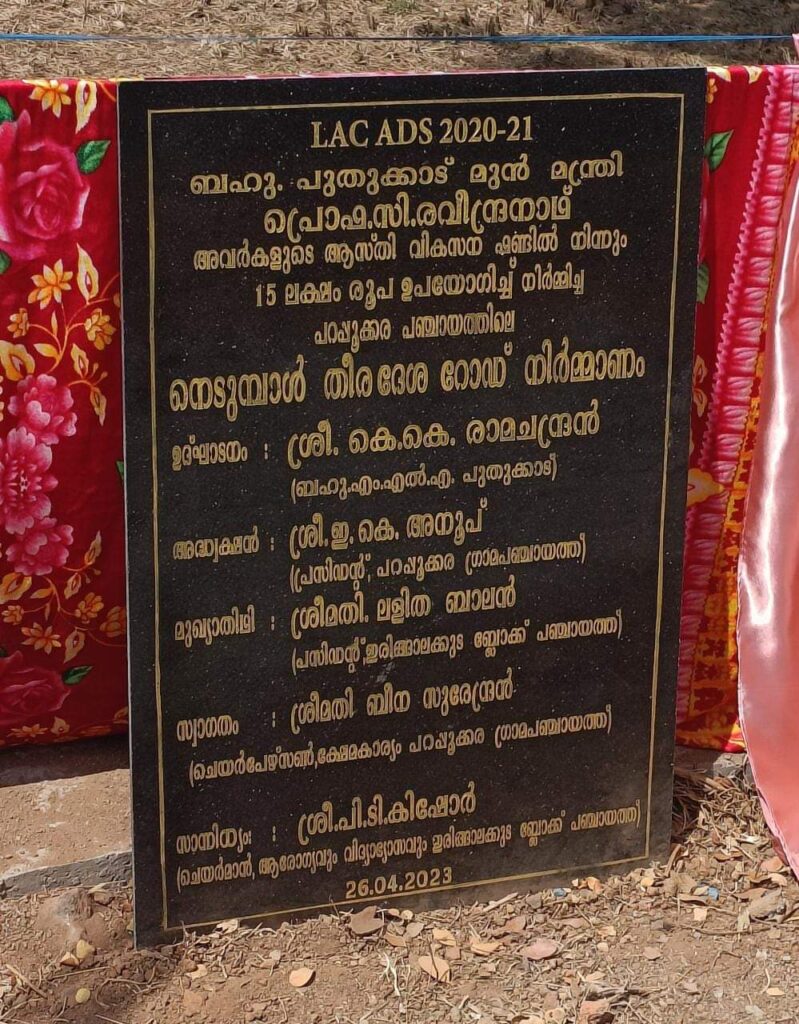 LAC ADS 2020-21
ബഹു. പുതുക്കാട് മുൻ മന്ത്രി
പ്രൊഫ.സി.രവീന്ദ്രനാഥ്
അവർകളുടെ ആസ്തി വികസന ഫണ്ടിൽ നിന്നും
15 ലക്ഷം രൂപ ഉപയോഗിച്ച് നിർമ്മിച്ച
പറപ്പൂക്കര പഞ്ചായത്തിലെ
നെടുമ്പാൾ തീരദേശ റോഡ് നിർമ്മാണം
ഉദ്ഘാടനം : ശ്രീ. കെ.കെ. രാമചന്ദ്രൻ
(ബഹു.എം.എൽ.എ. പുതുക്കാട്)
അദ്ധ്യക്ഷൻ : ശ്രീ.ഇ.കെ. അനൂപ്
(പ്രസിഡന്റ്, പറപ്പൂക്കര ഗ്രാമപഞ്ചായത്ത്)
മുഖ്യാതിഥി : ശ്രീമതി. ലളിത ബാലൻ
(പസിഡന്റ്,ഇരിങ്ങാലക്കുട ബ്ലോക്ക് പഞ്ചായത്ത്)
സ്വാഗതം : ശ്രീമതി ബീന സുരേന്ദ്രൻ
(ചെയർപേഴ്സൺ,ക്ഷേമകാര്യം പറപ്പൂക്കര ഗ്രാമപഞ്ചായത്ത്)
സാന്നിദ്ധ്യം : ശ്രീ.പി.ടി.കിഷോർ
(ചെയർമാൻ, ആരോഗ്യവും വിദ്യാഭ്യാസവും ഇരിങ്ങാലക്കുട ബ്ലോക്ക് പഞ്ചായത്ത്)
26.04.2023